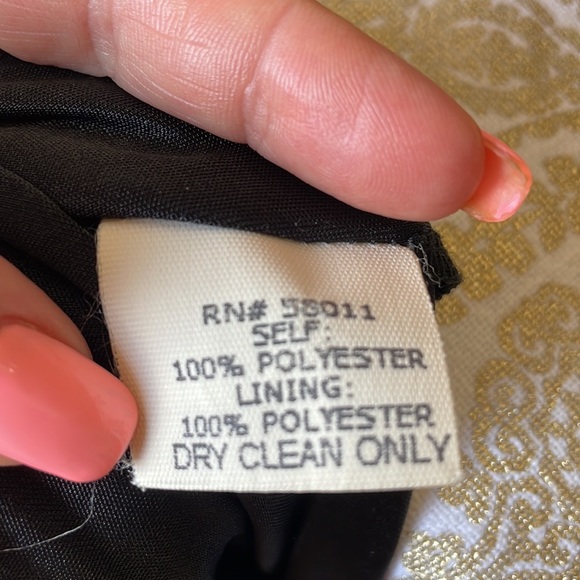 RN# 58011
SELF:
100% POLYESTER
LINING:
100% POLYESTER
DRY CLEAN ONLY